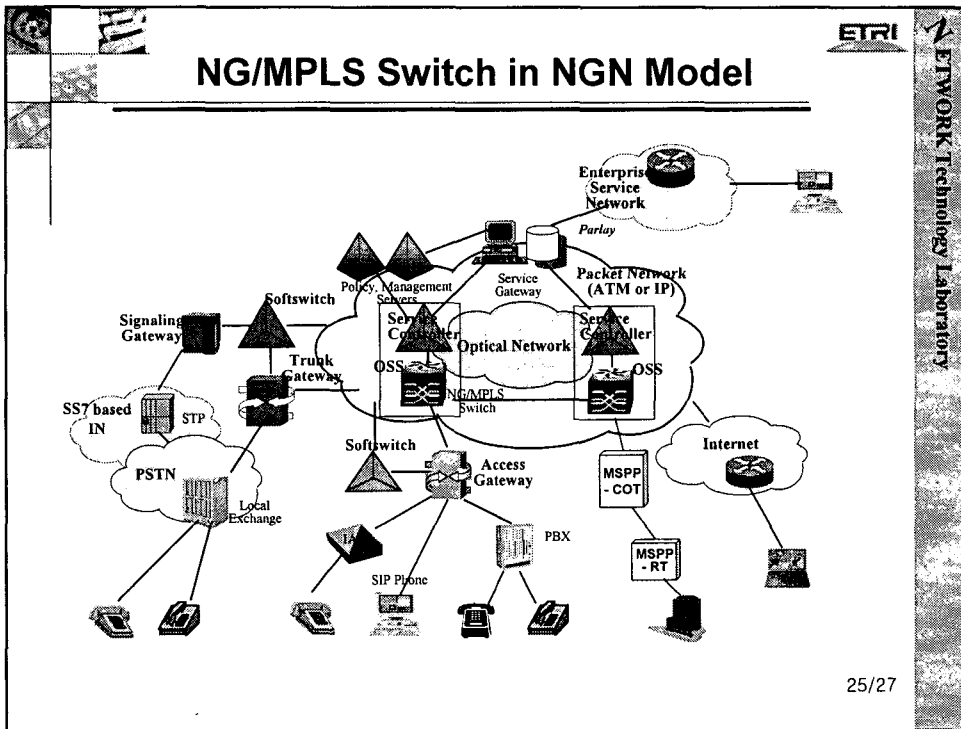 ETRI
NG/MPLS Switch in NGN Model
NETWORK Technology Laboratory
Enterprise
Service
Network
Parlay
Service
Gateway
Packet Network
(ATM or IP)
Policy, Management
Servers
Softswitch
Signaling
Gateway
Service
Controller
Service
Controller
Optical Network
Trunk
Gateway
OSS
OSS
NG/MPLS
Switch
SS7 based
IN
STP
Softswitch
Internet
PSTN
Access
Gateway
MSPP
- COT
Local
Exchange
PBX
MSPP
- RT
SIP Phone
25/27